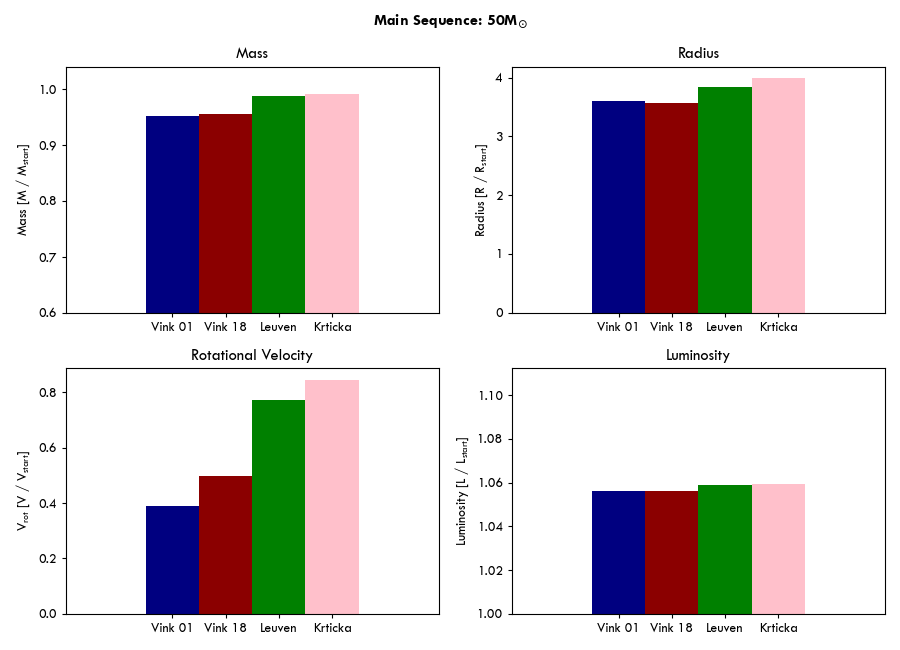 Main Sequence: 50M☉
Mass
Mass [M / Mstart]
1.0
0.9
0.8
0.7
0.6
Vink 01 Vink 18 Leuven Krticka
Radius
Radius [R / Rstart]
4
3
2
1
0
Vink 01 Vink 18 Leuven Krticka
Rotational Velocity
Vrot [V / Vstart]
0.8
0.6
0.4
0.2
0.0
Vink 01 Vink 18 Leuven Krticka
Luminosity
Luminosity [L / Lstart]
1.10
1.08
1.06
1.04
1.02
1.00
Vink 01 Vink 18 Leuven Krticka